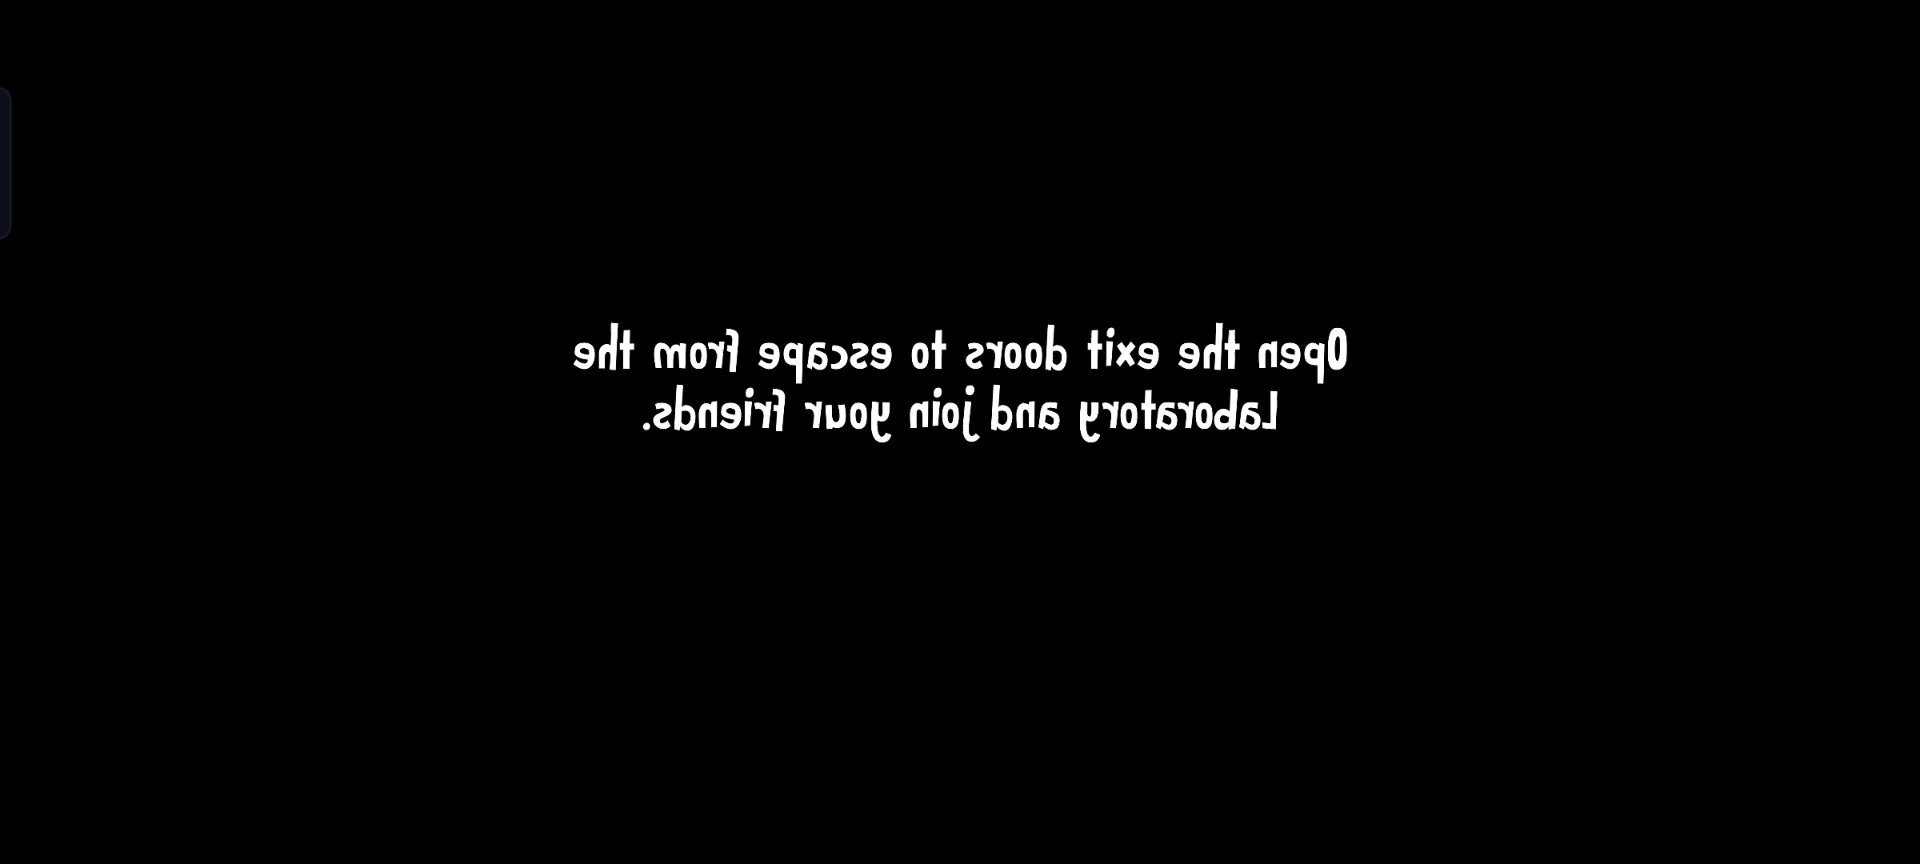 Open the exit doors to escape from the
Laboratory and join your friends.